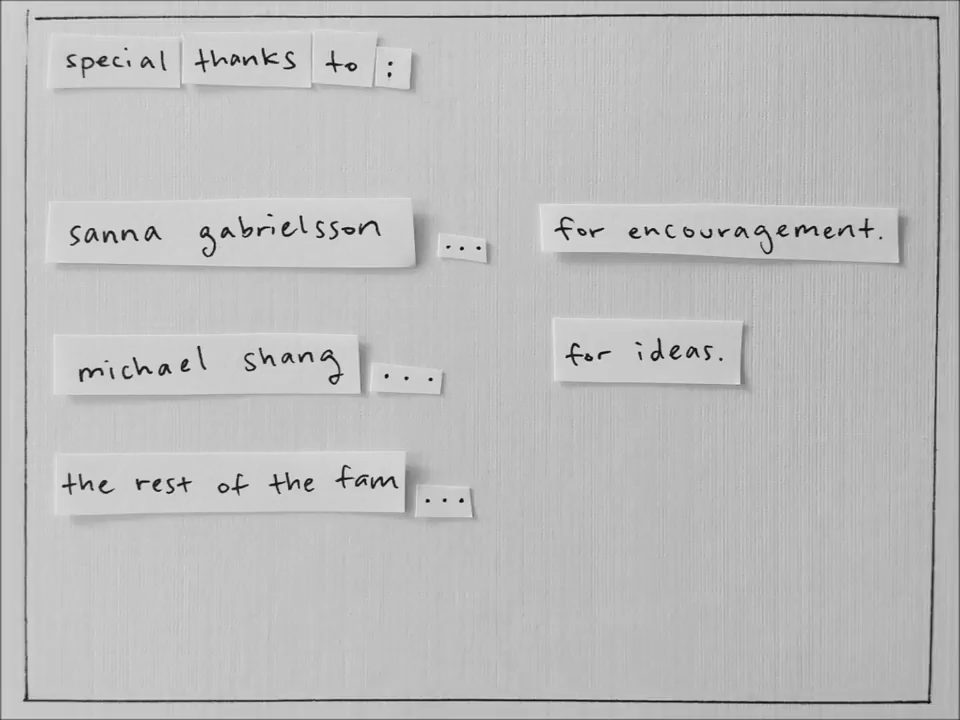 special thanks to :
sanna gabrielsson ... for encouragement.
michael shang ... for ideas.
the rest of the fam ...